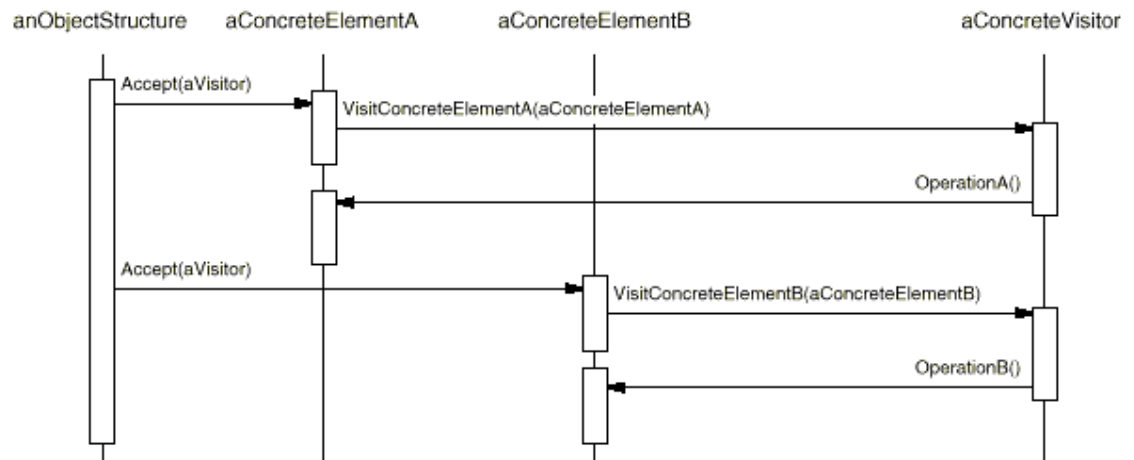 anObjectStructure aConcreteElementA aConcreteElementB aConcreteVisitor
Accept(aVisitor)
VisitConcreteElementA(aConcreteElementA)
OperationA()
Accept(aVisitor)
VisitConcreteElementB(aConcreteElementB)
OperationB()